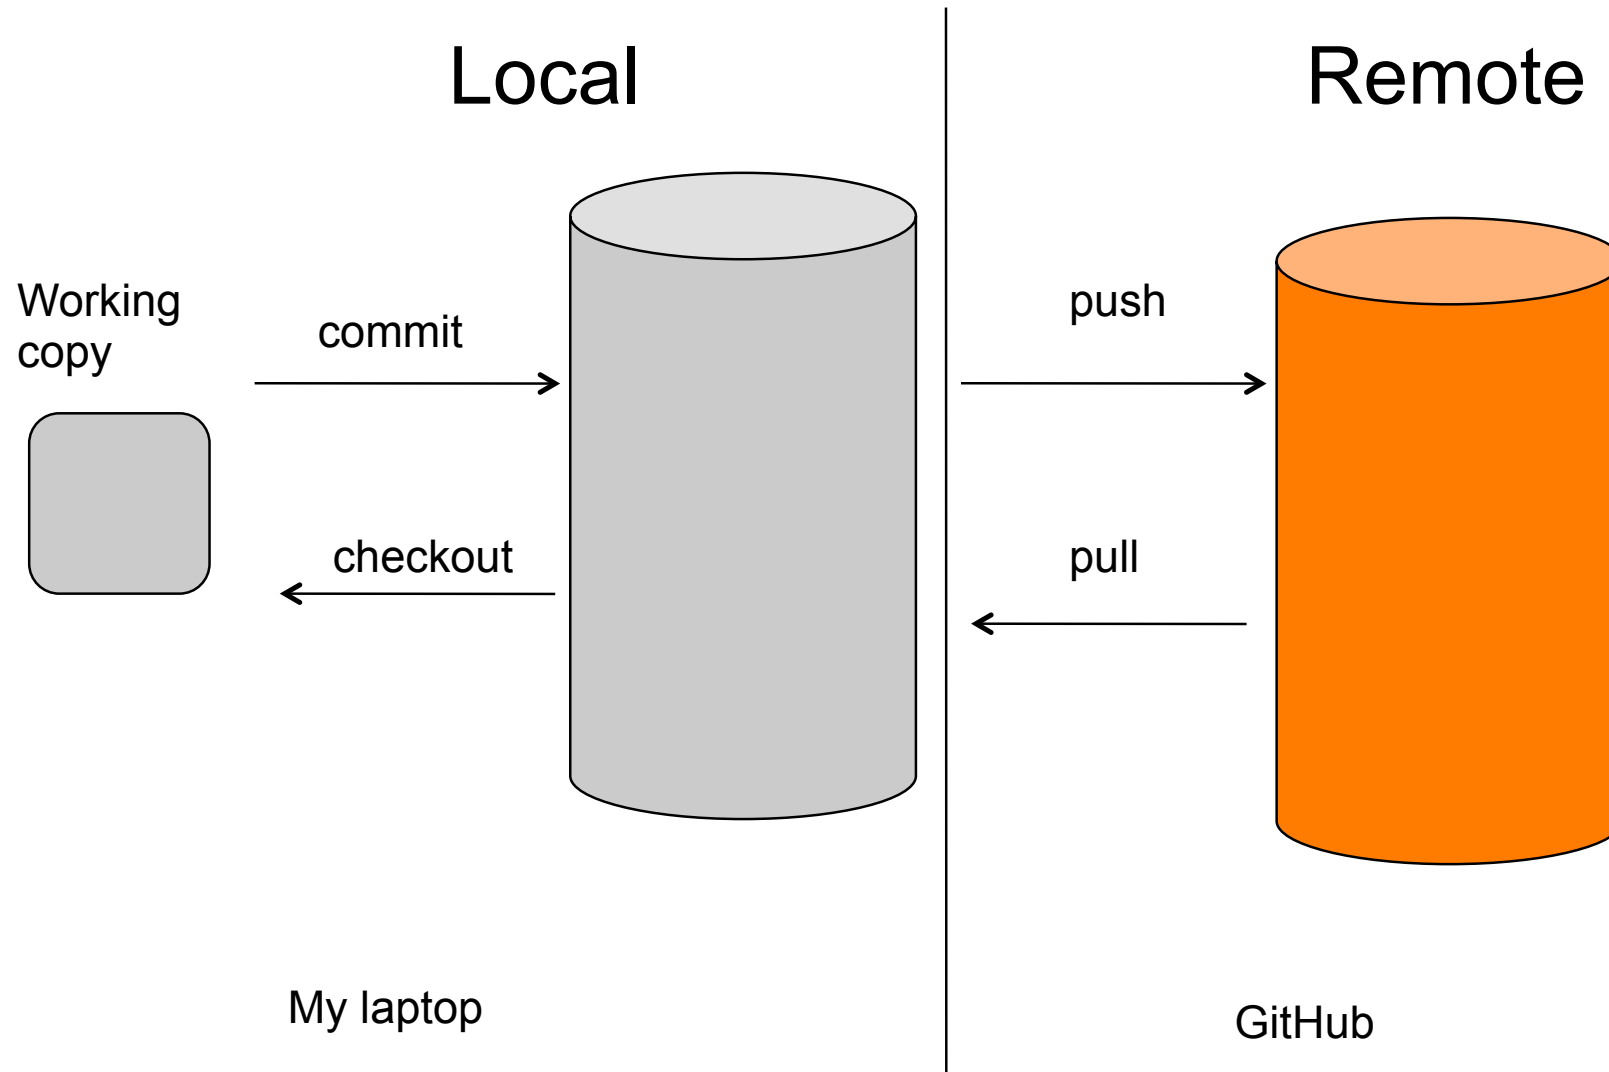 Local
Remote
Working
copy
commit
push
checkout
pull
My laptop
GitHub